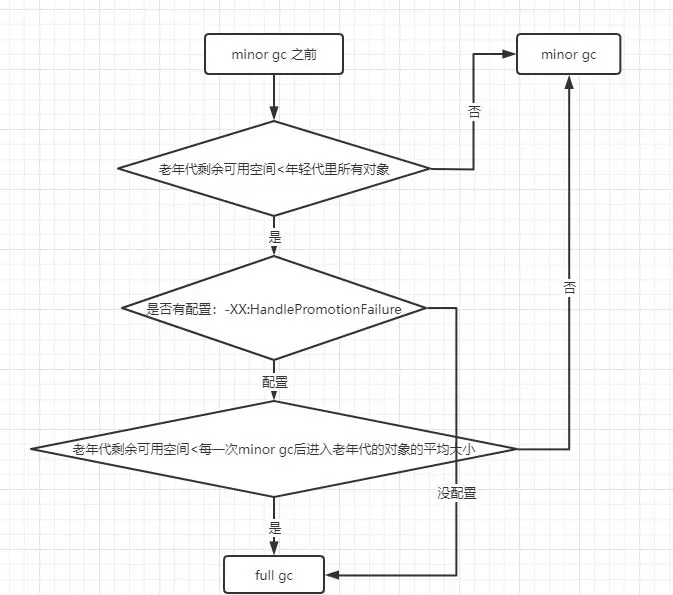 minor gc 之前
minor gc
否
老年代剩余可用空间<年轻代里所有对象
是
否
是否有配置：-XX:HandlePromotionFailure
配置
老年代剩余可用空间<每一次minor gc后进入老年代的对象的平均大小
没配置
是
full gc